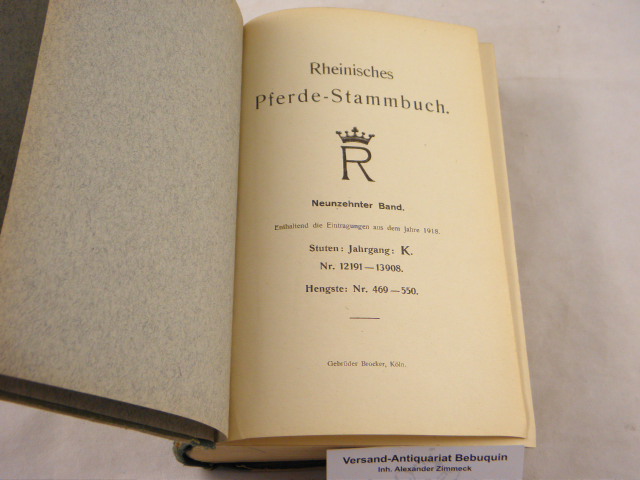 Rheinisches
Pferde-Stammbuch.
R
Neunzehnter Band.
Enthaltend die Eintragungen aus dem Jahre 1918.
Stuten: Jahrgang: K.
Nr. 12191—13908.
Hengste: Nr. 469—550.
Gebrüder Brocker, Köln.
Versand-Antiquariat Bebuquin
Inh. Alexander Zimmeck